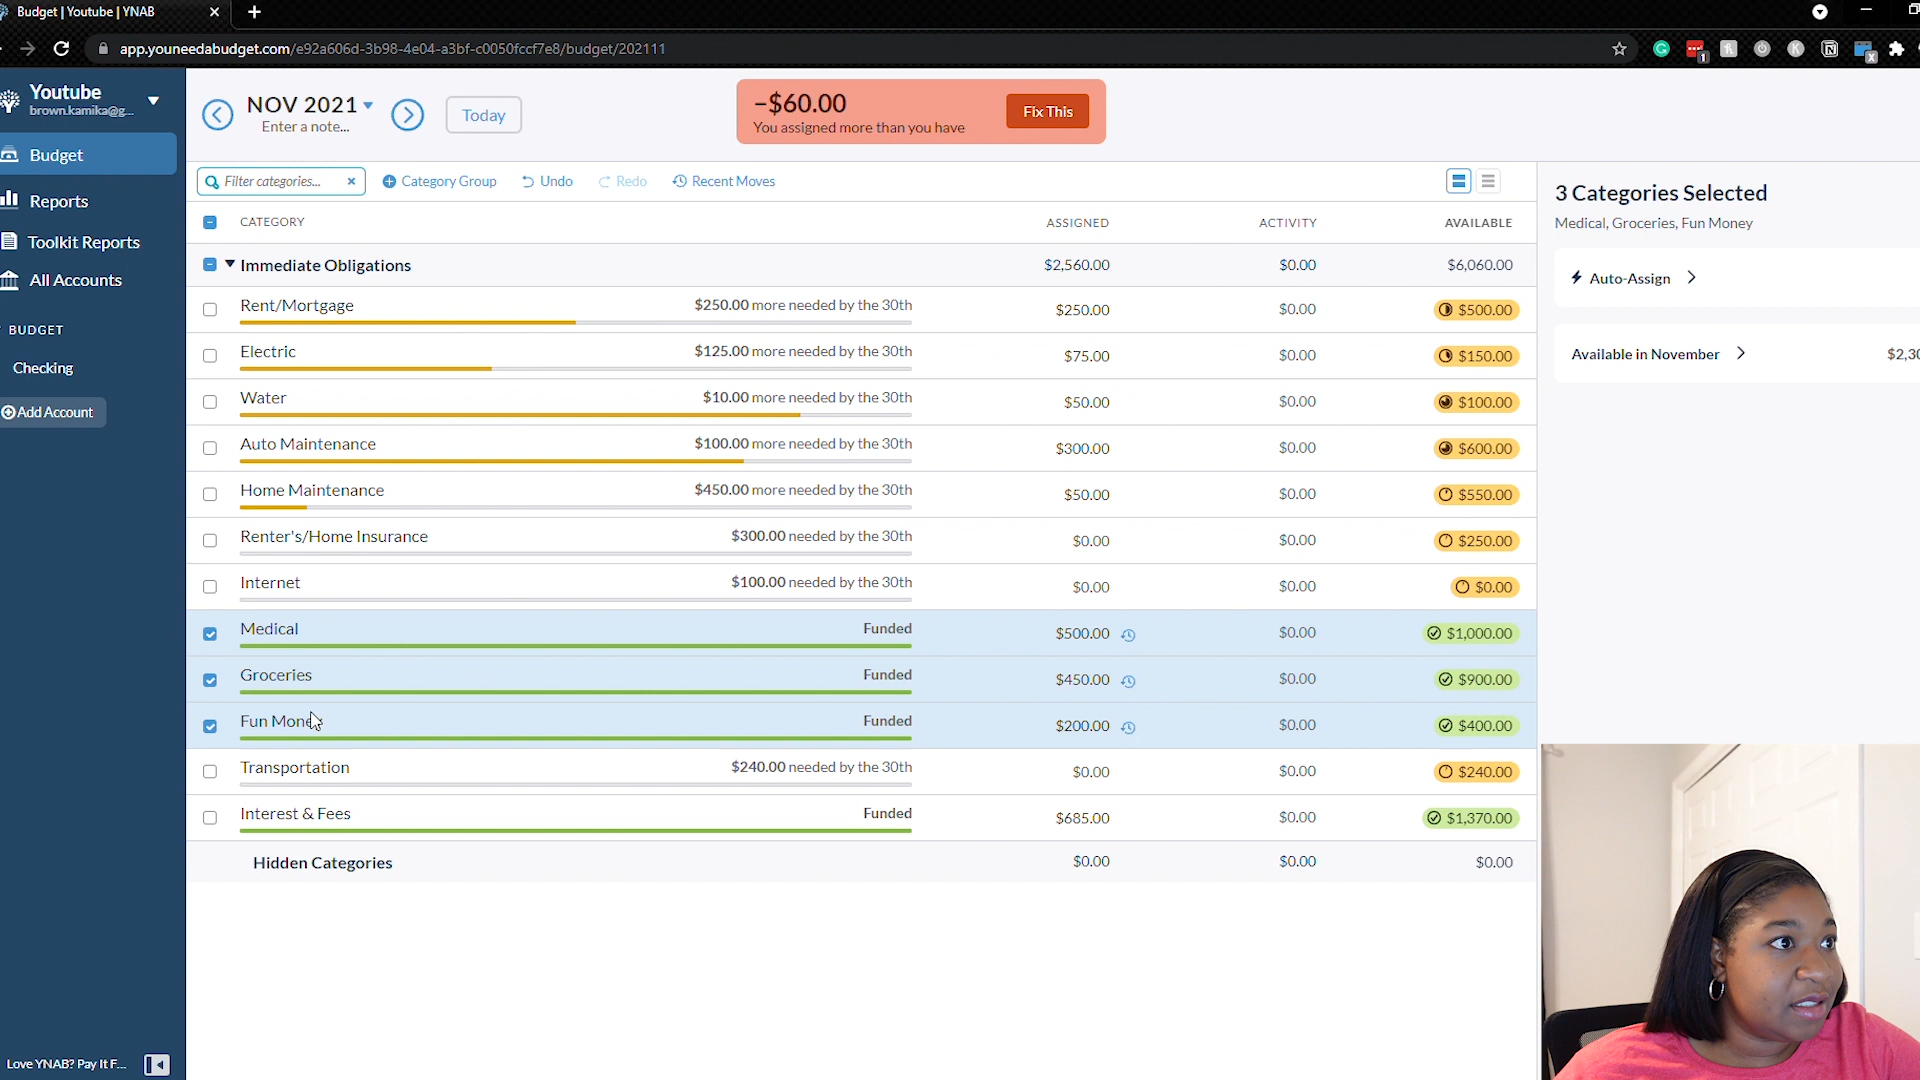 Budget | Youtube | YNAB
app.youneedabudget.com/e92a606d-3b98-4e04-a3bf-c0050fccf7e8/budget/202111
Youtube
brown.kamika@g...
Budget
Reports
Toolkit Reports
All Accounts
BUDGET
Checking
Add Account
Love YNAB? Pay It F...
NOV 2021
Enter a note...
Today
-$60.00
You assigned more than you have
Fix This
Filter categories...
Category Group
Undo
Redo
Recent Moves
CATEGORY ASSIGNED ACTIVITY AVAILABLE
Immediate Obligations $2,560.00 $0.00 $6,060.00
Rent/Mortgage $250.00 more needed by the 30th $250.00 $0.00 $500.00
Electric $125.00 more needed by the 30th $75.00 $0.00 $150.00
Water $10.00 more needed by the 30th $50.00 $0.00 $100.00
Auto Maintenance $100.00 more needed by the 30th $300.00 $0.00 $600.00
Home Maintenance $450.00 more needed by the 30th $50.00 $0.00 $550.00
Renter's/Home Insurance $300.00 needed by the 30th $0.00 $0.00 $250.00
Internet $100.00 needed by the 30th $0.00 $0.00 $0.00
Medical Funded $500.00 $0.00 $1,000.00
Groceries Funded $450.00 $0.00 $900.00
Fun Money Funded $200.00 $0.00 $400.00
Transportation $240.00 needed by the 30th $0.00 $0.00 $240.00
Interest & Fees Funded $685.00 $0.00 $1,370.00
Hidden Categories $0.00 $0.00 $0.00
3 Categories Selected
Medical, Groceries, Fun Money
Auto-Assign
Available in November